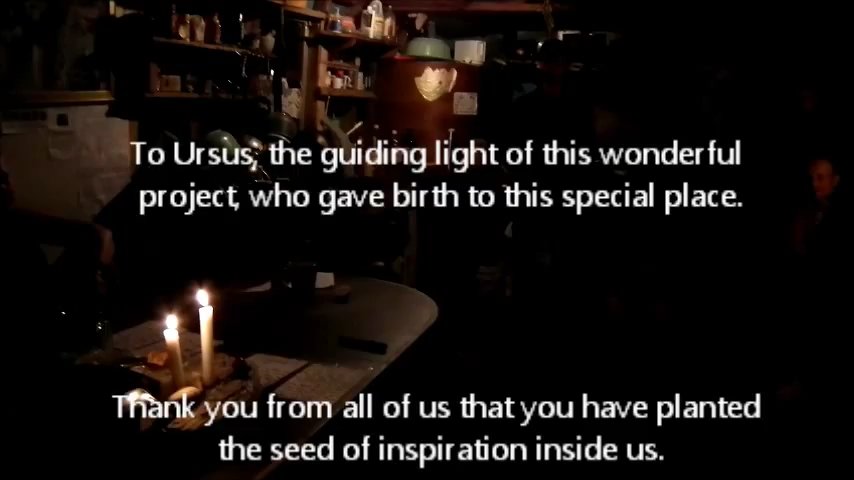 To Ursus, the guiding light of this wonderful
project, who gave birth to this special place.
Thank you from all of us that you have planted
the seed of inspiration inside us.